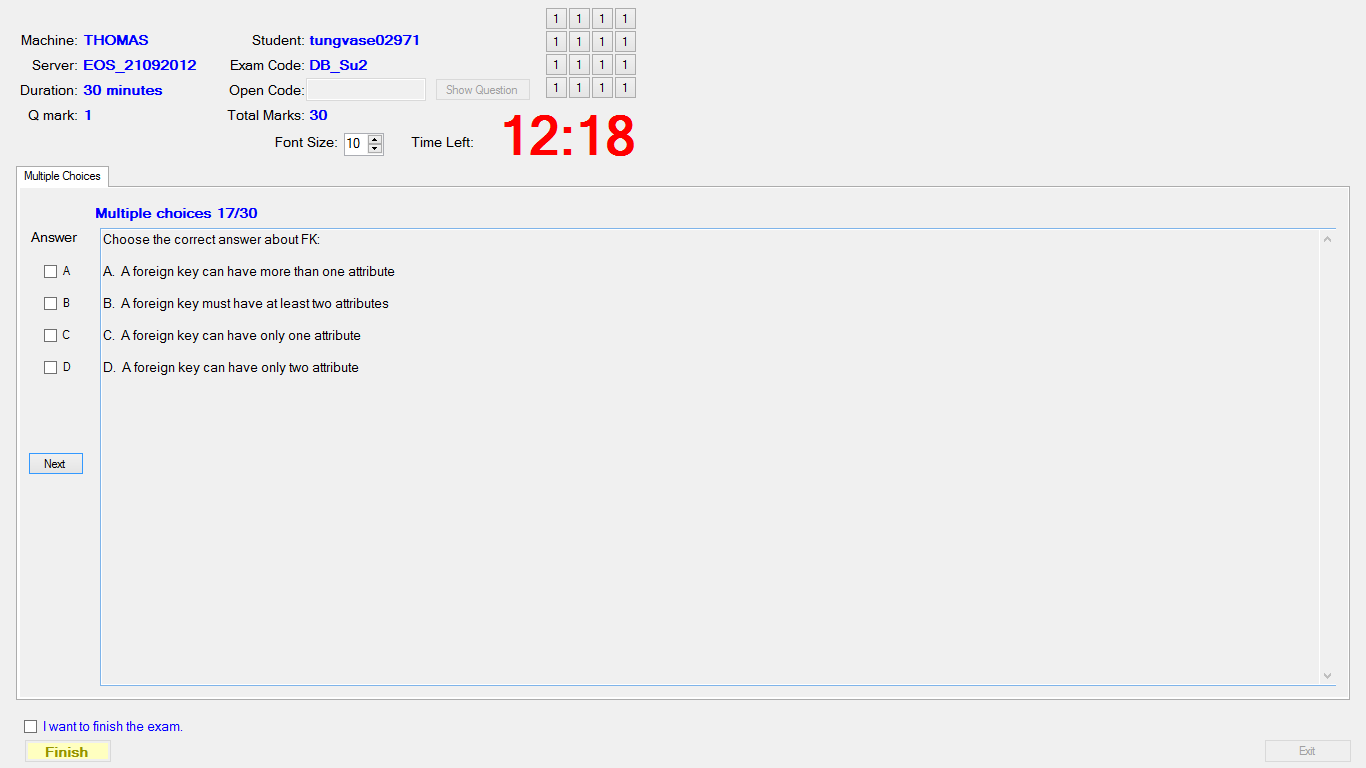 Machine: THOMAS Student: tungvase02971
Server: EOS_21092012 Exam Code: DB_Su2
Duration: 30 minutes Open Code: Show Question
Q mark: 1 Total Marks: 30
1 1 1 1
1 1 1 1
1 1 1 1
1 1 1 1
Font Size: 10 Time Left: 12:18
Multiple Choices
Multiple choices 17/30
Answer
Choose the correct answer about FK:
A A. A foreign key can have more than one attribute
B B. A foreign key must have at least two attributes
C C. A foreign key can have only one attribute
D D. A foreign key can have only two attribute
Next
I want to finish the exam.
Finish
Exit